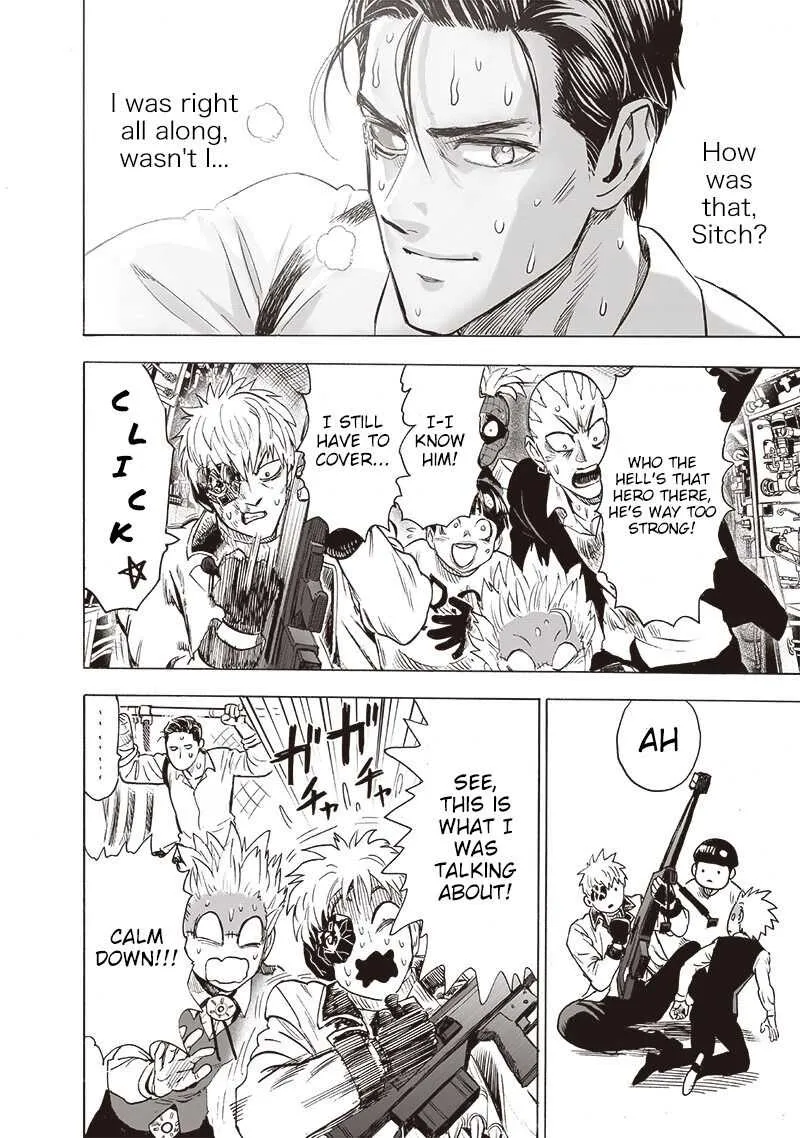 How
was
that,
Sitch?
I was right
all along,
wasn't I...
WHO THE
HELL'S THAT
HERO THERE,
HE'S WAY TOO
STRONG!
I-I
KNOW
HIM!
I STILL
HAVE TO
COVER...
CLICK☆
AH
SEE,
THIS IS
WHAT I
WAS
TALKING
ABOUT!
ガチャ
ガチャ
CALM
DOWN!!!
......